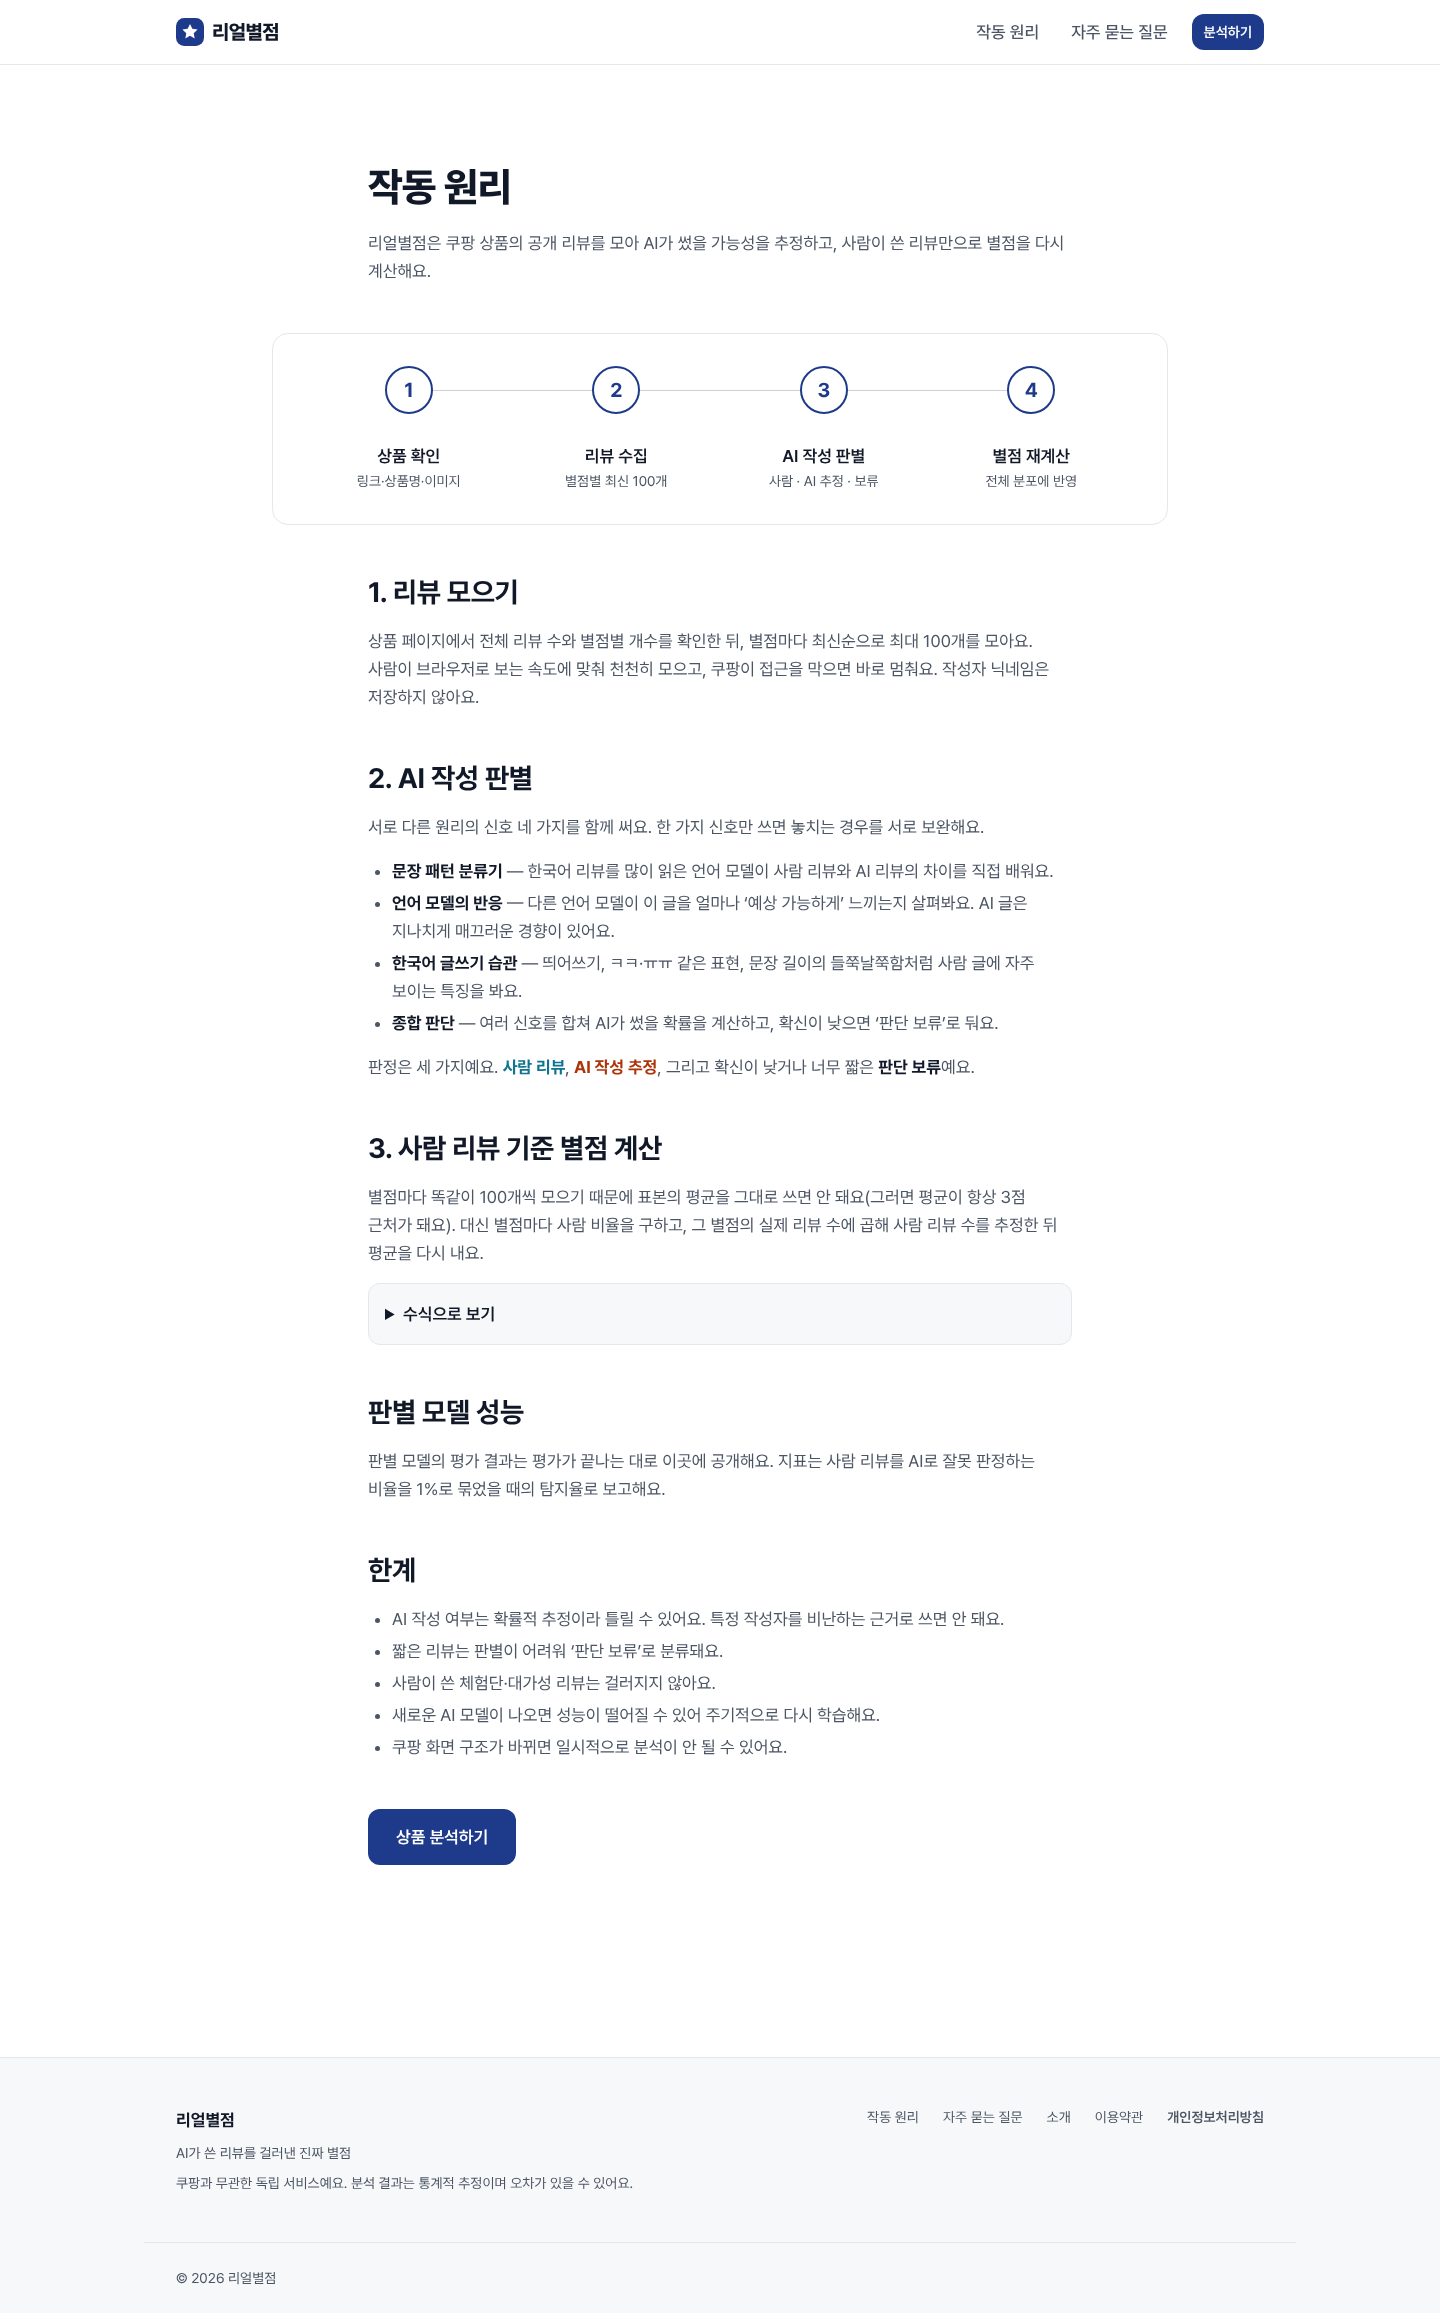 리얼별점
작동 원리
자주 묻는 질문
분석하기
작동 원리
리얼별점은 쿠팡 상품의 공개 리뷰를 모아 AI가 썼을 가능성을 추정하고, 사람이 쓴 리뷰만으로 별점을 다시
계산해요.
1
2
3
4
상품 확인
리뷰 수집
AI 작성 판별
별점 재계산
링크·상품명·이미지
별점별 최신 100개
사람 · AI 추정 · 보류
전체 분포에 반영
1. 리뷰 모으기
상품 페이지에서 전체 리뷰 수와 별점별 개수를 확인한 뒤, 별점마다 최신순으로 최대 100개를 모아요.
사람이 브라우저로 보는 속도에 맞춰 천천히 모으고, 쿠팡이 접근을 막으면 바로 멈춰요. 작성자 닉네임은
저장하지 않아요.
2. AI 작성 판별
서로 다른 원리의 신호 네 가지를 함께 써요. 한 가지 신호만 쓰면 놓치는 경우를 서로 보완해요.
• 문장 패턴 분류기 — 한국어 리뷰를 많이 읽은 언어 모델이 사람 리뷰와 AI 리뷰의 차이를 직접 배워요.
• 언어 모델의 반응 — 다른 언어 모델이 이 글을 얼마나 ‘예상 가능하게’ 느끼는지 살펴봐요. AI 글은
지나치게 매끄러운 경향이 있어요.
• 한국어 글쓰기 습관 — 띄어쓰기, ㅋㅋ·ㅠㅠ 같은 표현, 문장 길이의 들쭉날쭉함처럼 사람 글에 자주
보이는 특징을 봐요.
• 종합 판단 — 여러 신호를 합쳐 AI가 썼을 확률을 계산하고, 확신이 낮으면 ‘판단 보류’로 둬요.
판정은 세 가지예요. 사람 리뷰, AI 작성 추정, 그리고 확신이 낮거나 너무 짧은 판단 보류예요.
3. 사람 리뷰 기준 별점 계산
별점마다 똑같이 100개씩 모으기 때문에 표본의 평균을 그대로 쓰면 안 돼요(그러면 평균이 항상 3점
근처가 돼요). 대신 별점마다 사람 비율을 구하고, 그 별점의 실제 리뷰 수에 곱해 사람 리뷰 수를 추정한 뒤
평균을 다시 내요.
▶ 수식으로 보기
판별 모델 성능
판별 모델의 평가 결과는 평가가 끝나는 대로 이곳에 공개해요. 지표는 사람 리뷰를 AI로 잘못 판정하는
비율을 1%로 묶었을 때의 탐지율로 보고해요.
한계
• AI 작성 여부는 확률적 추정이라 틀릴 수 있어요. 특정 작성자를 비난하는 근거로 쓰면 안 돼요.
• 짧은 리뷰는 판별이 어려워 ‘판단 보류’로 분류돼요.
• 사람이 쓴 체험단·대가성 리뷰는 걸러지지 않아요.
• 새로운 AI 모델이 나오면 성능이 떨어질 수 있어 주기적으로 다시 학습해요.
• 쿠팡 화면 구조가 바뀌면 일시적으로 분석이 안 될 수 있어요.
상품 분석하기
리얼별점
작동 원리
자주 묻는 질문
소개
이용약관
개인정보처리방침
AI가 쓴 리뷰를 걸러낸 진짜 별점
쿠팡과 무관한 독립 서비스예요. 분석 결과는 통계적 추정이며 오차가 있을 수 있어요.
© 2026 리얼별점